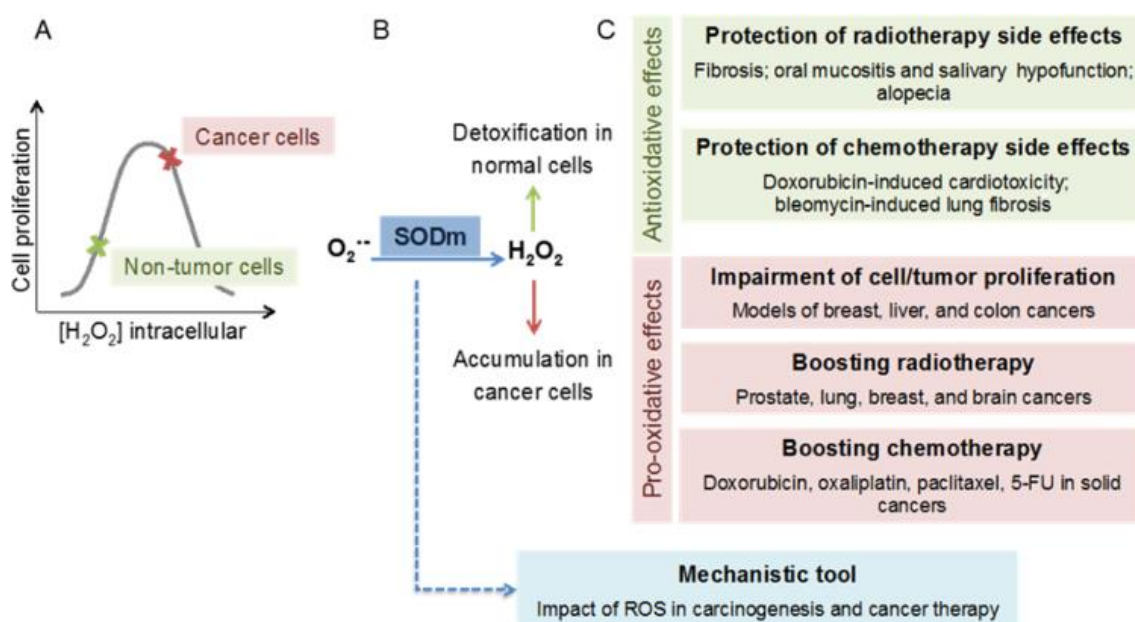 A
Cell proliferation
Cancer cells
Non-tumor cells
[H₂O₂] intracellular
B
Detoxification in
normal cells
O₂˙⁻
SODm
H₂O₂
Accumulation in
cancer cells
C
Antioxidative effects
Protection of radiotherapy side effects
Fibrosis; oral mucositis and salivary hypofunction;
alopecia
Protection of chemotherapy side effects
Doxorubicin-induced cardiotoxicity;
bleomycin-induced lung fibrosis
Pro-oxidative effects
Impairment of cell/tumor proliferation
Models of breast, liver, and colon cancers
Boosting radiotherapy
Prostate, lung, breast, and brain cancers
Boosting chemotherapy
Doxorubicin, oxaliplatin, paclitaxel, 5-FU in solid
cancers
Mechanistic tool
Impact of ROS in carcinogenesis and cancer therapy